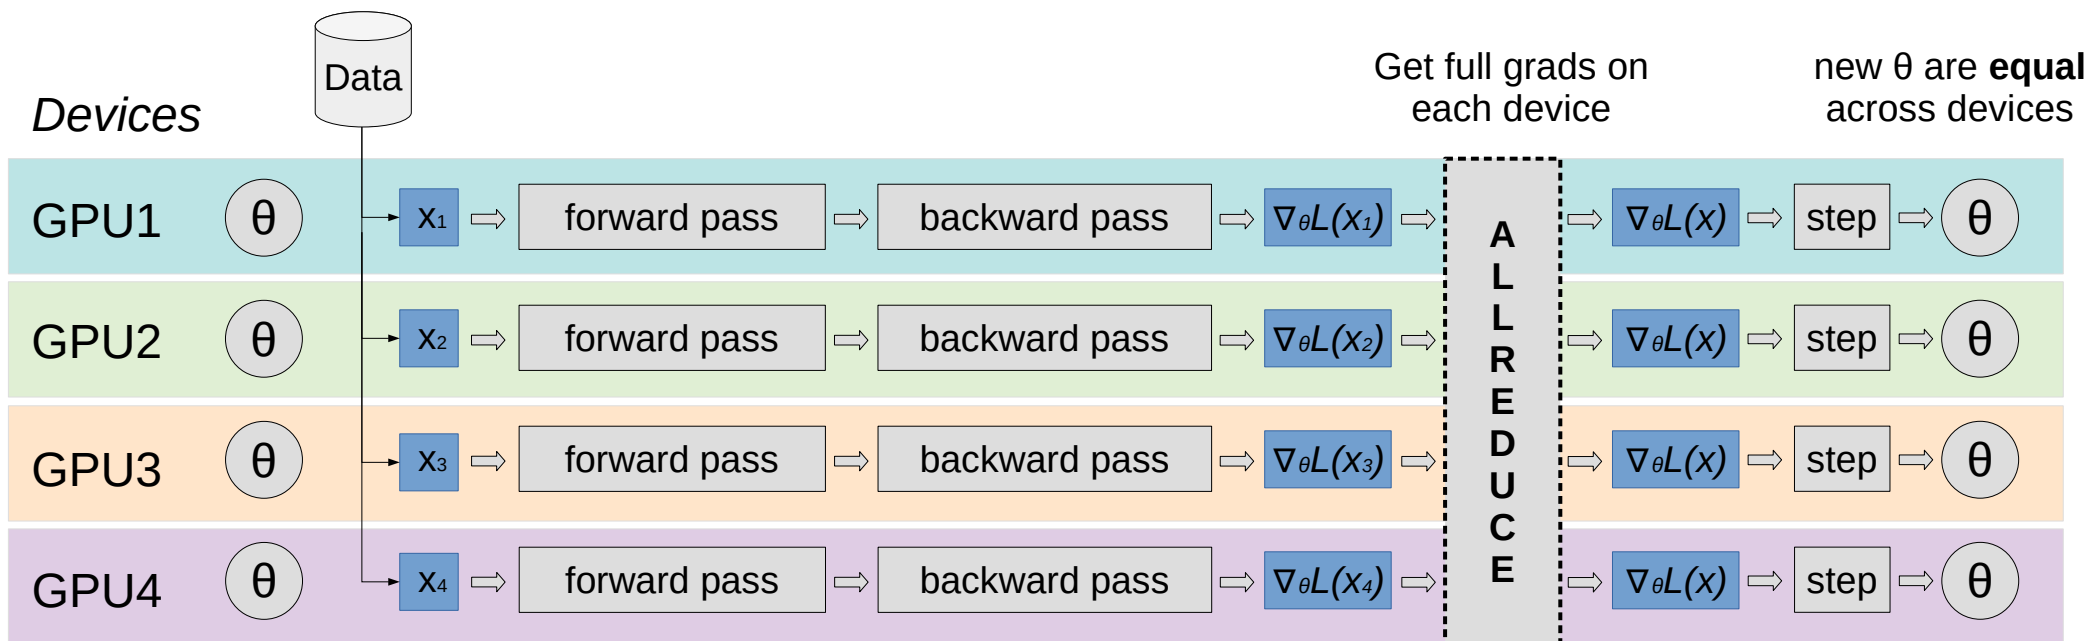 Data
Get full grads on
each device
new θ are equal
across devices
Devices
GPU1 θ x₁ forward pass backward pass ∇θL(x₁) ∇θL(x) step θ
GPU2 θ x₂ forward pass backward pass ∇θL(x₂) ∇θL(x) step θ
GPU3 θ x₃ forward pass backward pass ∇θL(x₃) ∇θL(x) step θ
GPU4 θ x₄ forward pass backward pass ∇θL(x₄) ∇θL(x) step θ
ALLREDUCE